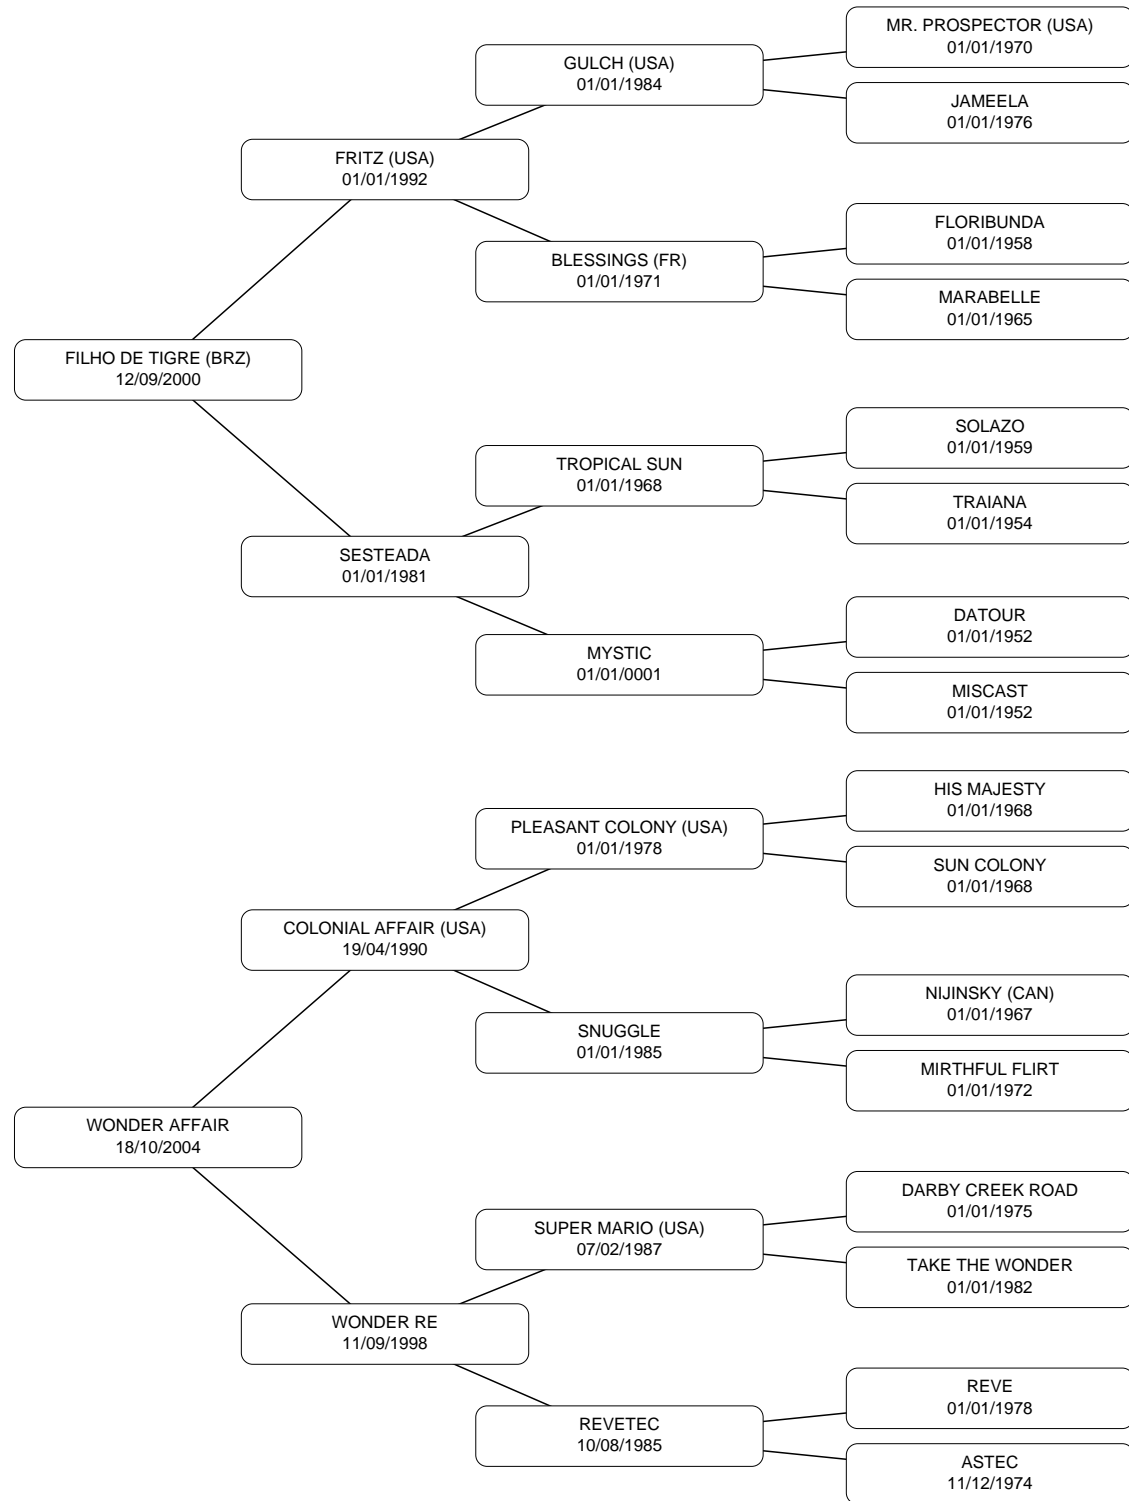 MR. PROSPECTOR (USA)
01/01/1970
GULCH (USA)
01/01/1984
JAMEELA
01/01/1976
FRITZ (USA)
01/01/1992
FLORIBUNDA
01/01/1958
BLESSINGS (FR)
01/01/1971
MARABELLE
01/01/1965
FILHO DE TIGRE (BRZ)
12/09/2000
SOLAZO
01/01/1959
TROPICAL SUN
01/01/1968
TRAIANA
01/01/1954
SESTEADA
01/01/1981
DATOUR
01/01/1952
MYSTIC
01/01/0001
MISCAST
01/01/1952
HIS MAJESTY
01/01/1968
PLEASANT COLONY (USA)
01/01/1978
SUN COLONY
01/01/1968
COLONIAL AFFAIR (USA)
19/04/1990
NIJINSKY (CAN)
01/01/1967
SNUGGLE
01/01/1985
MIRTHFUL FLIRT
01/01/1972
WONDER AFFAIR
18/10/2004
DARBY CREEK ROAD
01/01/1975
SUPER MARIO (USA)
07/02/1987
TAKE THE WONDER
01/01/1982
WONDER RE
11/09/1998
REVE
01/01/1978
REVETEC
10/08/1985
ASTEC
11/12/1974